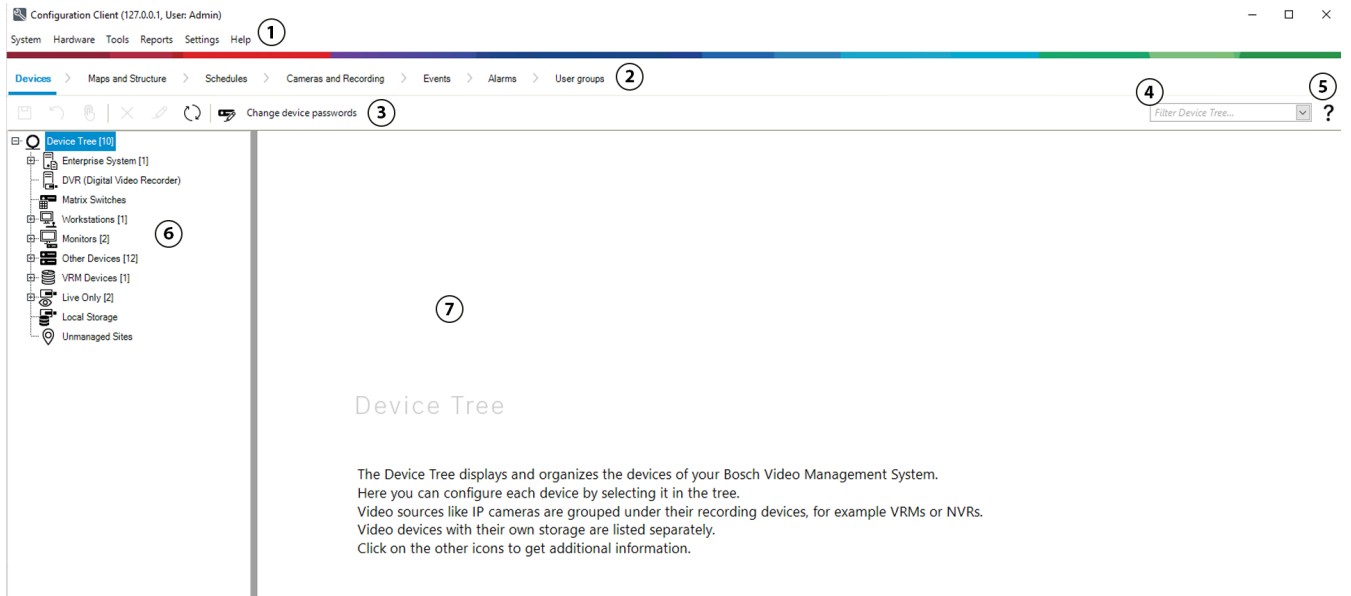 Configuration Client (127.0.0.1, User: Admin)
System Hardware Tools Reports Settings Help 1
Devices > Maps and Structure > Schedules > Cameras and Recording > Events > Alarms > User groups 2
Change device passwords 3
4
Filter Device Tree...
5
?
Device Tree [10]
Enterprise System [1]
DVR (Digital Video Recorder)
Matrix Switches
Workstations [1]
Monitors [2]
Other Devices [12]
VRM Devices [1]
Live Only [2]
Local Storage
Unmanaged Sites
6
7
Device Tree
The Device Tree displays and organizes the devices of your Bosch Video Management System.
Here you can configure each device by selecting it in the tree.
Video sources like IP cameras are grouped under their recording devices, for example VRMs or NVRs.
Video devices with their own storage are listed separately.
Click on the other icons to get additional information.